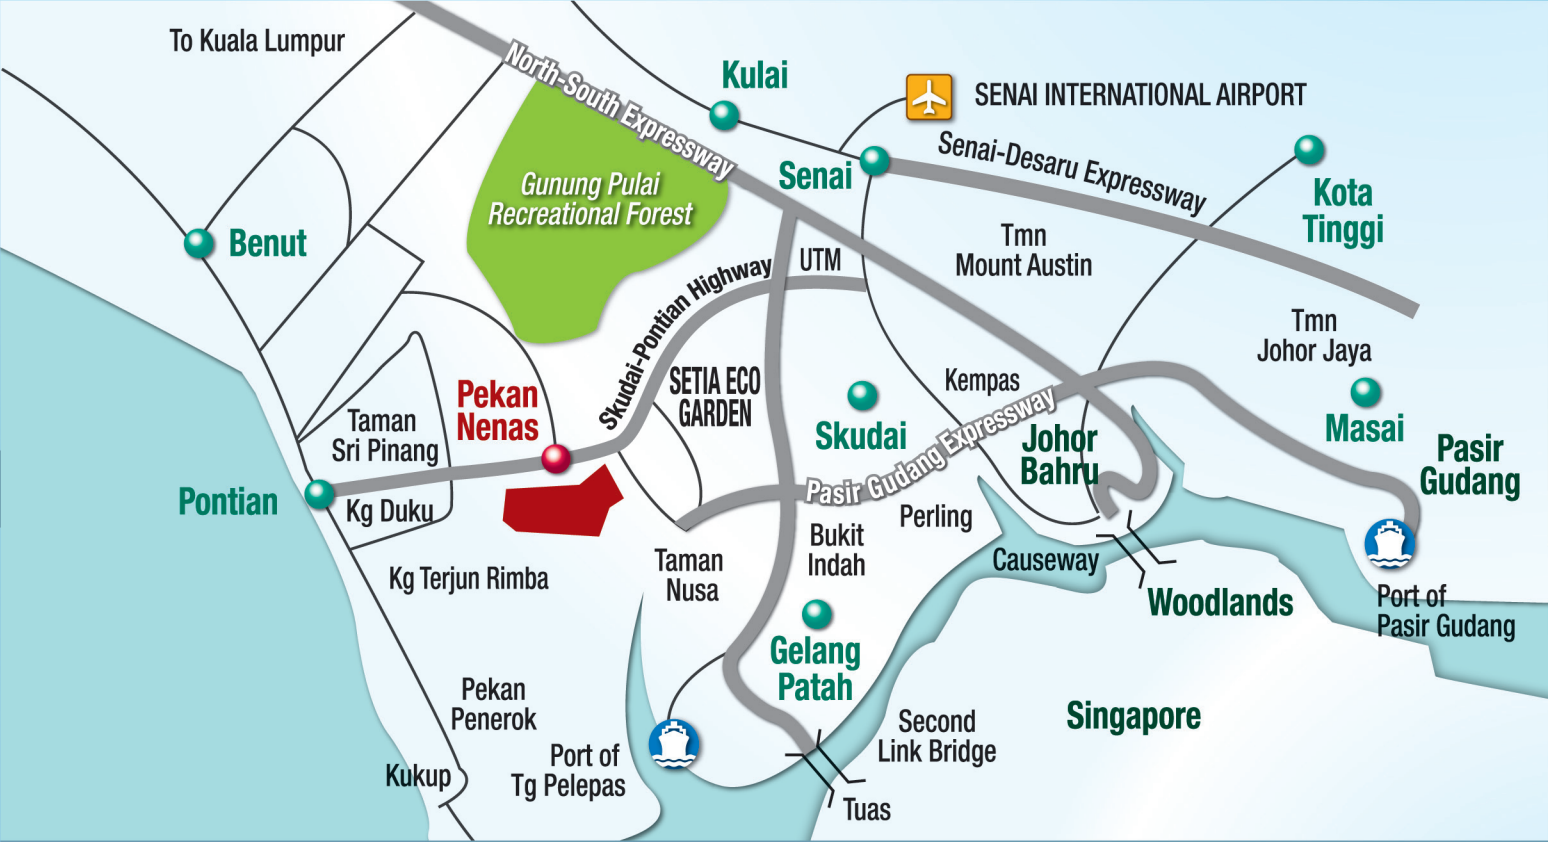 To Kuala Lumpur
North-South Expressway
Kulai
SENAI INTERNATIONAL AIRPORT
Senai-Desaru Expressway
Senai
Gunung Pulai
Recreational Forest
Kota
Tinggi
Benut
Tmn
Mount Austin
UTM
Skudai-Pontian Highway
Tmn
Johor Jaya
SETIA ECO
GARDEN
Kempas
Pekan
Nenas
Taman
Sri Pinang
Skudai
Pasir Gudang Expressway
Johor
Bahru
Masai
Pasir
Gudang
Pontian
Kg Duku
Perling
Bukit
Indah
Causeway
Taman
Nusa
Kg Terjun Rimba
Woodlands
Port of
Pasir Gudang
Gelang
Patah
Pekan
Penerok
Singapore
Second
Link Bridge
Port of
Tg Pelepas
Kukup
Tuas